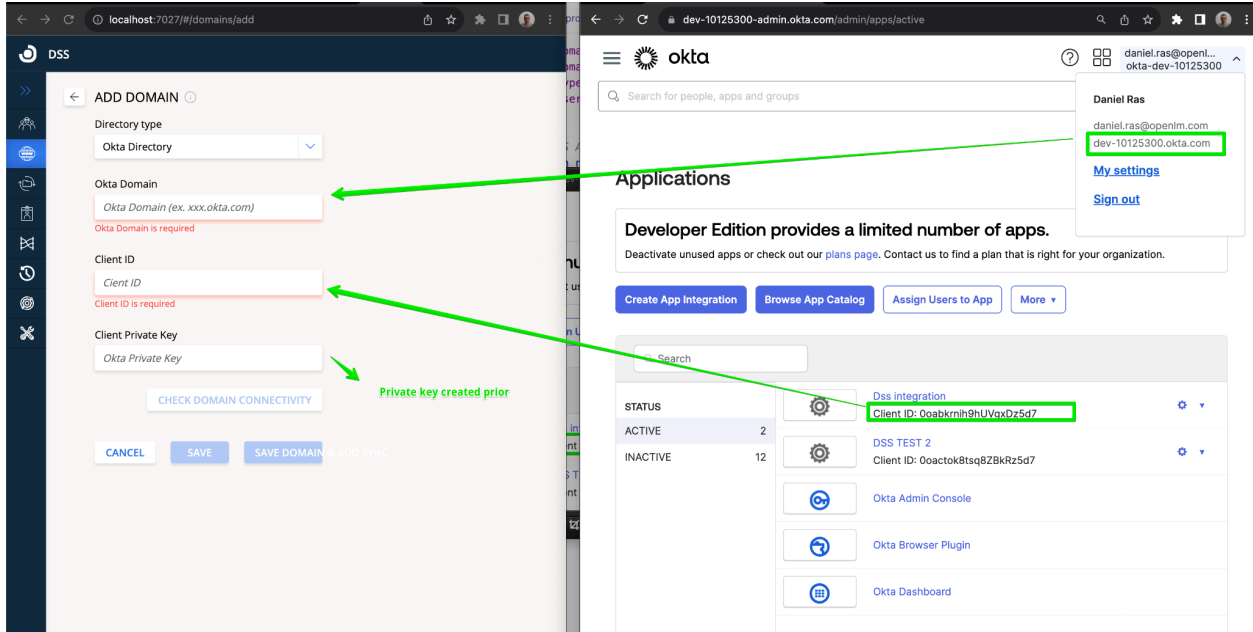 localhost:7027/#/domains/add
DSS
ADD DOMAIN
Directory type
Okta Directory
Okta Domain
Okta Domain (ex. xxx.okta.com)
Okta Domain is required
Client ID
Cient ID
Client ID is required
Client Private Key
Okta Private Key
Private key created prior
CHECK DOMAIN CONNECTIVITY
CANCEL
SAVE
SAVE DOMAIN & ADD SYNC
dev-10125300-admin.okta.com/admin/apps/active
okta
daniel.ras@openl...
okta-dev-10125300
Search for people, apps and groups
Daniel Ras
daniel.ras@openlm.com
dev-10125300.okta.com
My settings
Sign out
Applications
Developer Edition provides a limited number of apps.
Deactivate unused apps or check out our plans page. Contact us to find a plan that is right for your organization.
Create App Integration
Browse App Catalog
Assign Users to App
More
Search
STATUS
ACTIVE 2
INACTIVE 12
Dss integration
Client ID: 0oabkrnih9hUVqxDz5d7
DSS TEST 2
Client ID: 0oactok8tsq8ZBkRz5d7
Okta Admin Console
Okta Browser Plugin
Okta Dashboard